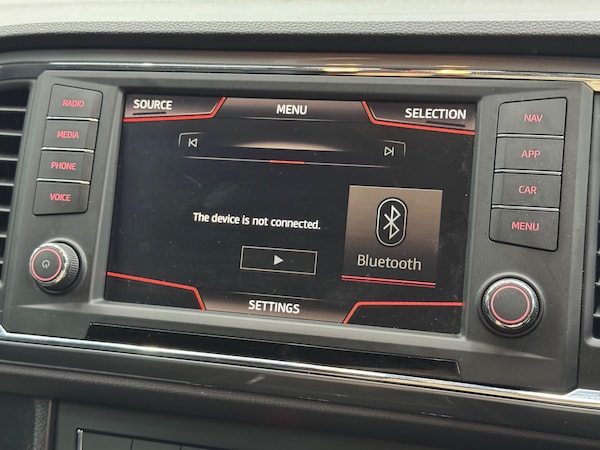 RADIO
MEDIA
PHONE
VOICE
SOURCE
MENU
SELECTION
The device is not connected.
Bluetooth
SETTINGS
NAV
APP
CAR
MENU